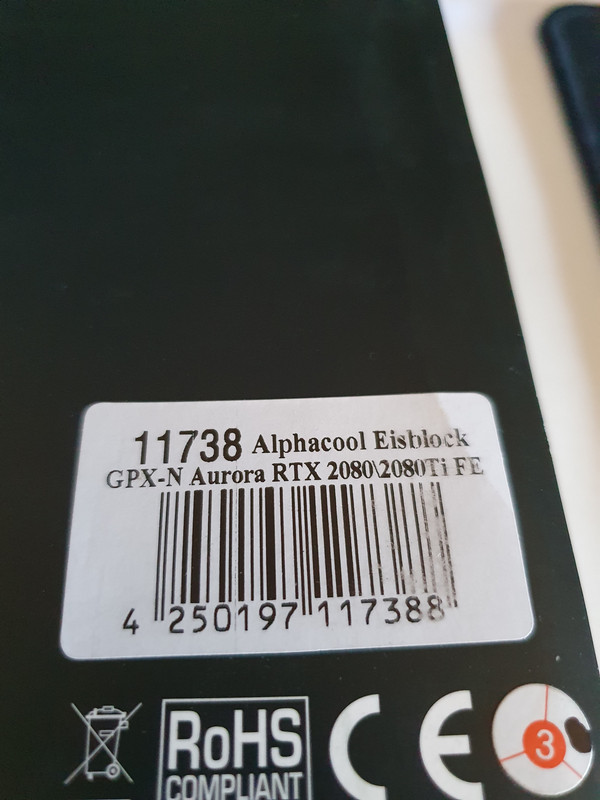 11738 Alphacool Eisblock
GPX-N Aurora RTX 2080\2080Ti FE
4 250197 117388
RoHS CE 3
COMPLIANT